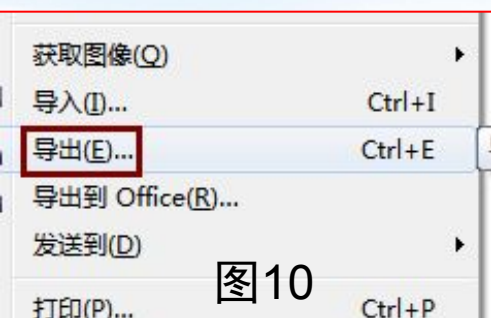 获取图像(Q)
导入(I)... Ctrl+I
导出(E)... Ctrl+E
导出到 Office(R)...
发送到(D)
图10
打印(P)... Ctrl+P